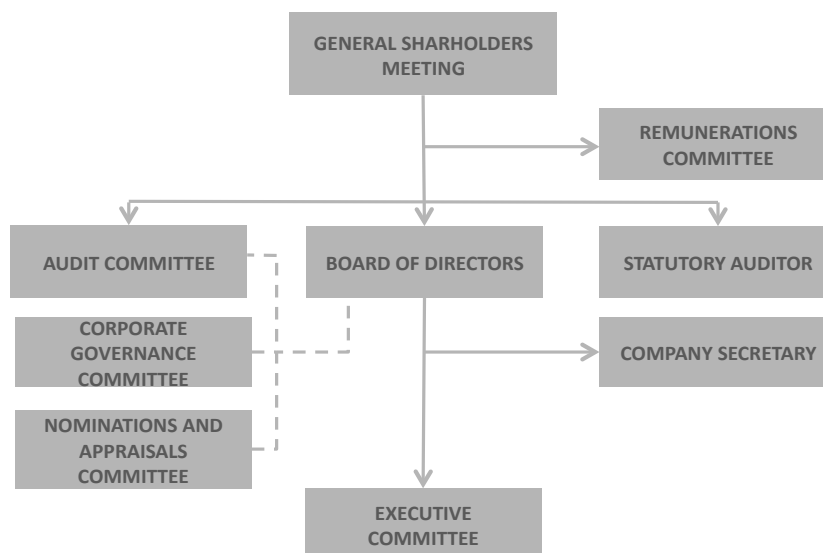 GENERAL SHARHOLDERS
MEETING
REMUNERATIONS
COMMITTEE
AUDIT COMMITTEE
BOARD OF DIRECTORS
STATUTORY AUDITOR
CORPORATE
GOVERNANCE
COMMITTEE
COMPANY SECRETARY
NOMINATIONS AND
APPRAISALS
COMMITTEE
EXECUTIVE
COMMITTEE